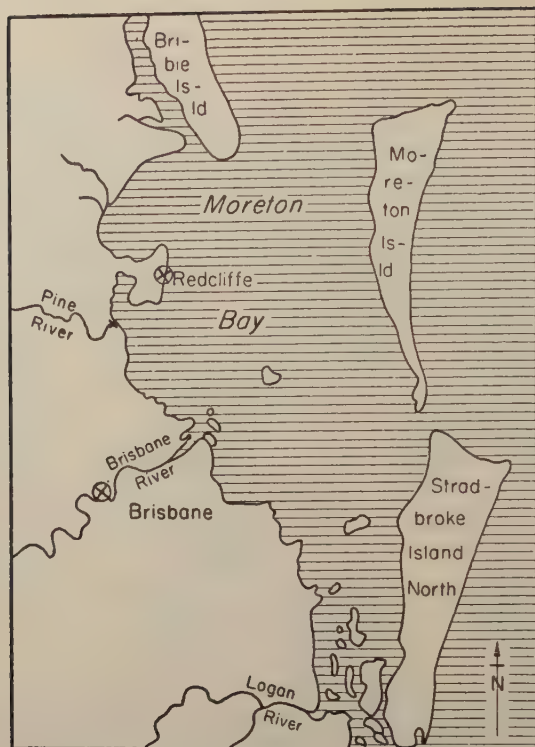 Bri-
bie
Is-
ld
Mo-
re-
ton
Is-
ld
Moreton
Redcliffe
Bay
Pine
River
Brisbane
River
Brisbane
Strad-
broke
Island
North
Logan
River
N